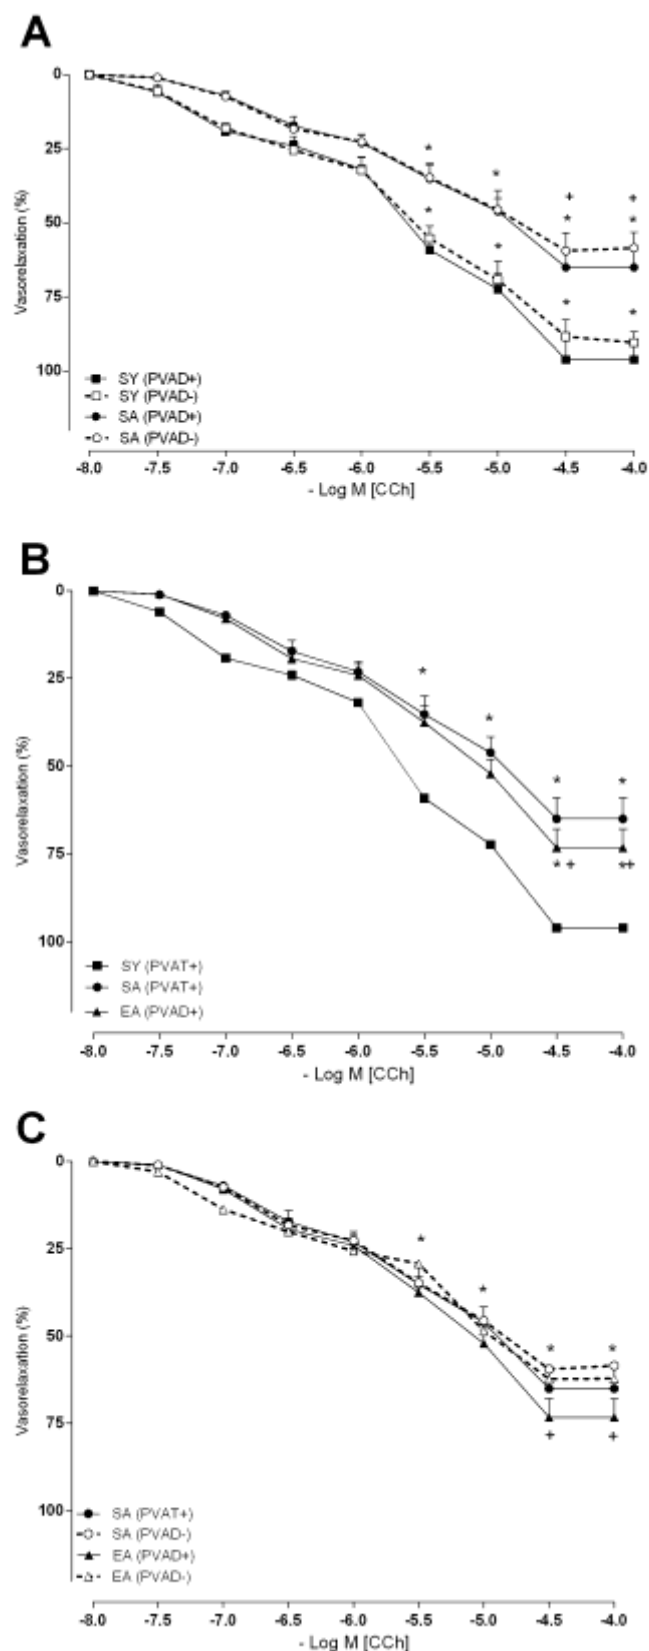 A
0
25
50
75
100
Vasorelaxation (%)
* * + +
* *
* * * *
SY (PVAD+)
SY (PVAD-)
SA (PVAD+)
SA (PVAD-)
-8.0 -7.5 -7.0 -6.5 -6.0 -5.5 -5.0 -4.5 -4.0
- Log M [CCh]
B
0
25
50
75
100
Vasorelaxation (%)
* * * *
*+ *+
SY (PVAT+)
SA (PVAT+)
EA (PVAD+)
-8.0 -7.5 -7.0 -6.5 -6.0 -5.5 -5.0 -4.5 -4.0
- Log M [CCh]
C
0
25
50
75
100
Vasorelaxation (%)
* * * *
+ +
SA (PVAT+)
SA (PVAD-)
EA (PVAD+)
EA (PVAD-)
-8.0 -7.5 -7.0 -6.5 -6.0 -5.5 -5.0 -4.5 -4.0
- Log M [CCh]